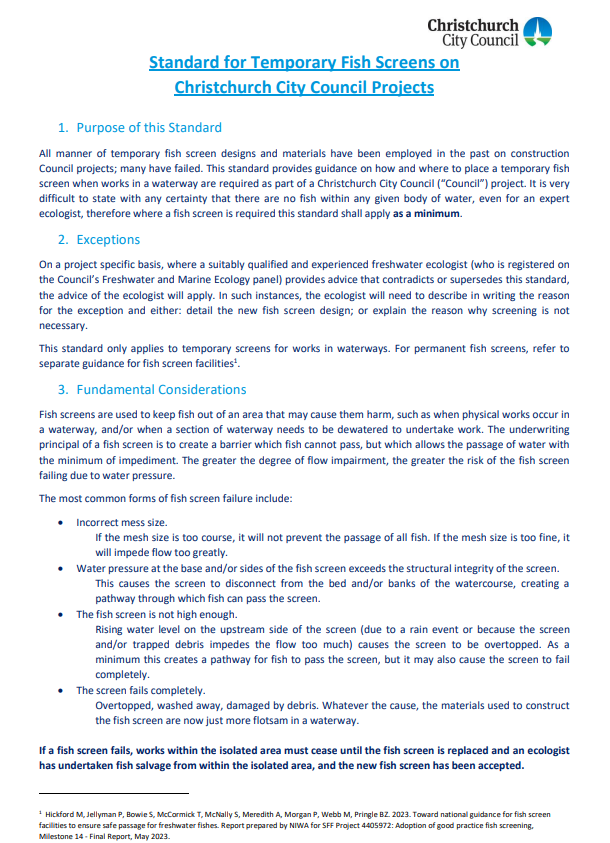 Christchurch
City Council
Standard for Temporary Fish Screens on
Christchurch City Council Projects
1. Purpose of this Standard
All manner of temporary fish screen designs and materials have been employed in the past on construction
Council projects; many have failed. This standard provides guidance on how and where to place a temporary fish
screen when works in a waterway are required as part of a Christchurch City Council (“Council”) project. It is very
difficult to state with any certainty that there are no fish within any given body of water, even for an expert
ecologist, therefore where a fish screen is required this standard shall apply as a minimum.
2. Exceptions
On a project specific basis, where a suitably qualified and experienced freshwater ecologist (who is registered on
the Council’s Freshwater and Marine Ecology panel) provides advice that contradicts or supersedes this standard,
the advice of the ecologist will apply. In such instances, the ecologist will need to describe in writing the reason
for the exception and either: detail the new fish screen design; or explain the reason why screening is not
necessary.
This standard only applies to temporary screens for works in waterways. For permanent fish screens, refer to
separate guidance for fish screen facilities¹.
3. Fundamental Considerations
Fish screens are used to keep fish out of an area that may cause them harm, such as when physical works occur in
a waterway, and/or when a section of waterway needs to be dewatered to undertake work. The underwriting
principal of a fish screen is to create a barrier which fish cannot pass, but which allows the passage of water with
the minimum of impediment. The greater the degree of flow impairment, the greater the risk of the fish screen
failing due to water pressure.
The most common forms of fish screen failure include:
• Incorrect mess size.
If the mesh size is too course, it will not prevent the passage of all fish. If the mesh size is too fine, it
will impede flow too greatly.
• Water pressure at the base and/or sides of the fish screen exceeds the structural integrity of the screen.
This causes the screen to disconnect from the bed and/or banks of the watercourse, creating a
pathway through which fish can pass the screen.
• The fish screen is not high enough.
Rising water level on the upstream side of the screen (due to a rain event or because the screen
and/or trapped debris impedes the flow too much) causes the screen to be overtopped. As a
minimum this creates a pathway for fish to pass the screen, but it may also cause the screen to fail
completely.
• The screen fails completely.
Overtopped, washed away, damaged by debris. Whatever the cause, the materials used to construct
the fish screen are now just more flotsam in a waterway.
If a fish screen fails, works within the isolated area must cease until the fish screen is replaced and an ecologist
has undertaken fish salvage from within the isolated area, and the new fish screen has been accepted.
¹ Hickford M, Jellyman P, Bowie S, McCormick T, McNally S, Meredith A, Morgan P, Webb M, Pringle BZ. 2023. Toward national guidance for fish screen
facilities to ensure safe passage for freshwater fishes. Report prepared by NIWA for SFF Project 4405972: Adoption of good practice fish screening,
Milestone 14 - Final Report, May 2023.